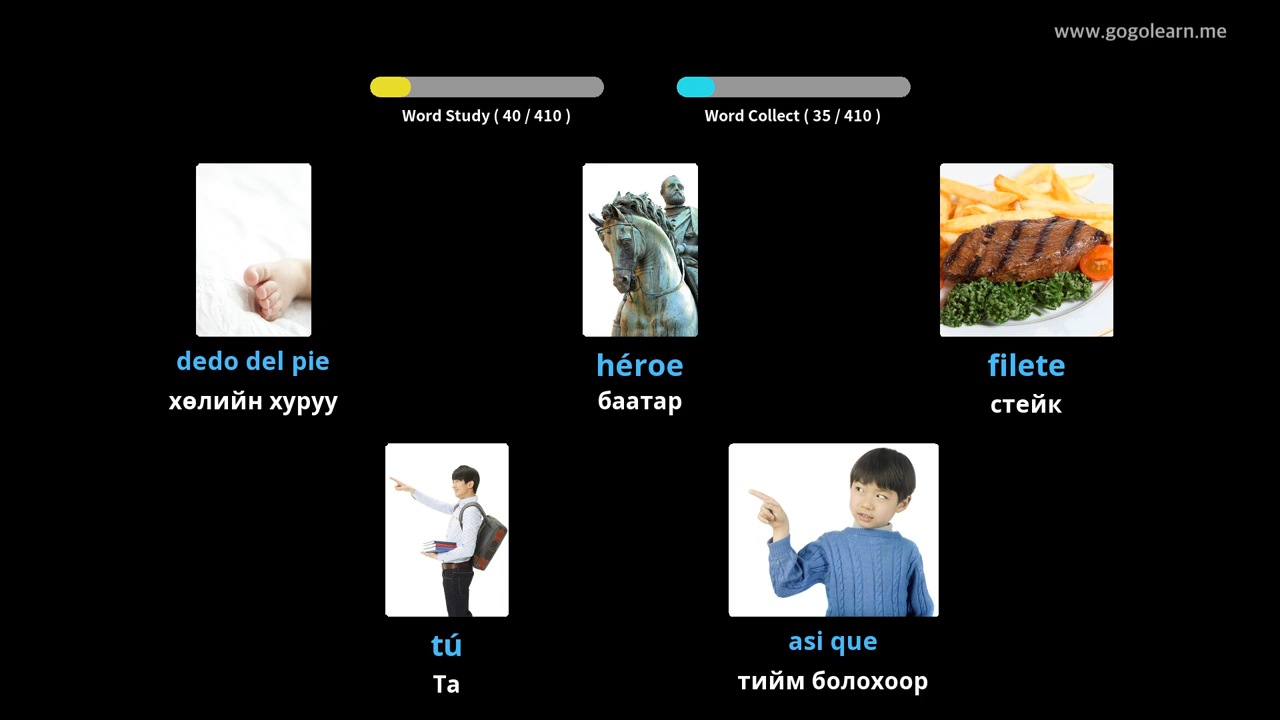 www.gogolearn.me
Word Study ( 40 / 410 )
Word Collect ( 35 / 410 )
dedo del pie
хөлийн хуруу
héroe
баатар
filete
стейк
tú
Та
asi que
тийм болохоор